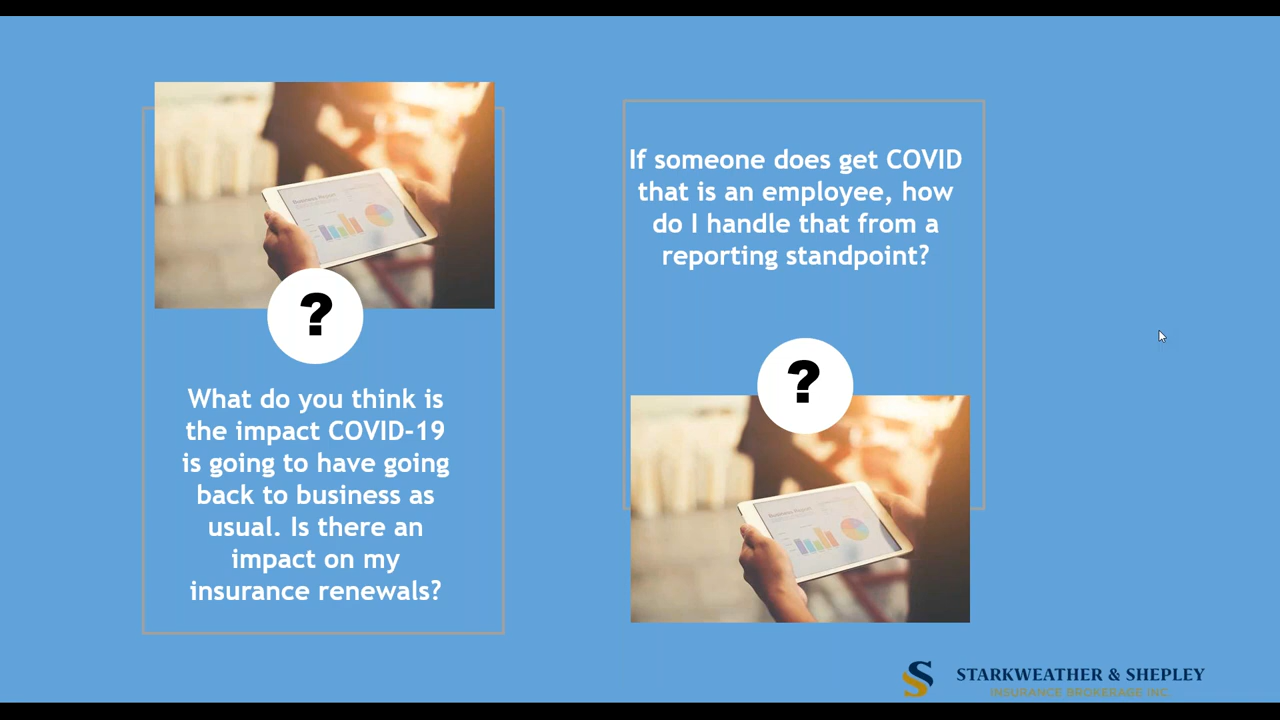 ?
What do you think is
the impact COVID-19
is going to have going
back to business as
usual. Is there an
impact on my
insurance renewals?
If someone does get COVID
that is an employee, how
do I handle that from a
reporting standpoint?
?
STARKWEATHER & SHEPLEY
INSURANCE BROKERAGE INC.